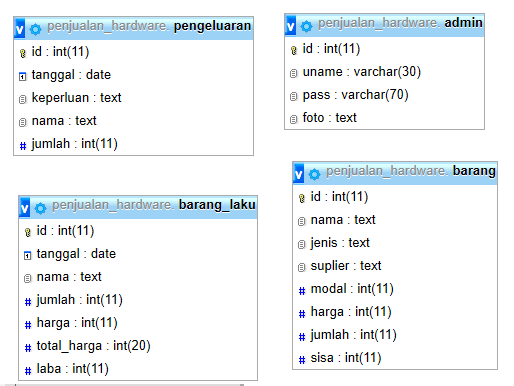 penjualan_hardware. pengeluaran
id : int(11)
tanggal : date
keperluan : text
nama : text
jumlah : int(11)
penjualan_hardware. admin
id : int(11)
uname : varchar(30)
pass : varchar(70)
foto : text
penjualan_hardware. barang_laku
id : int(11)
tanggal : date
nama : text
jumlah : int(11)
harga : int(11)
total_harga : int(20)
laba : int(11)
penjualan_hardware. barang
id : int(11)
nama : text
jenis : text
suplier : text
modal : int(11)
harga : int(11)
jumlah : int(11)
sisa : int(11)